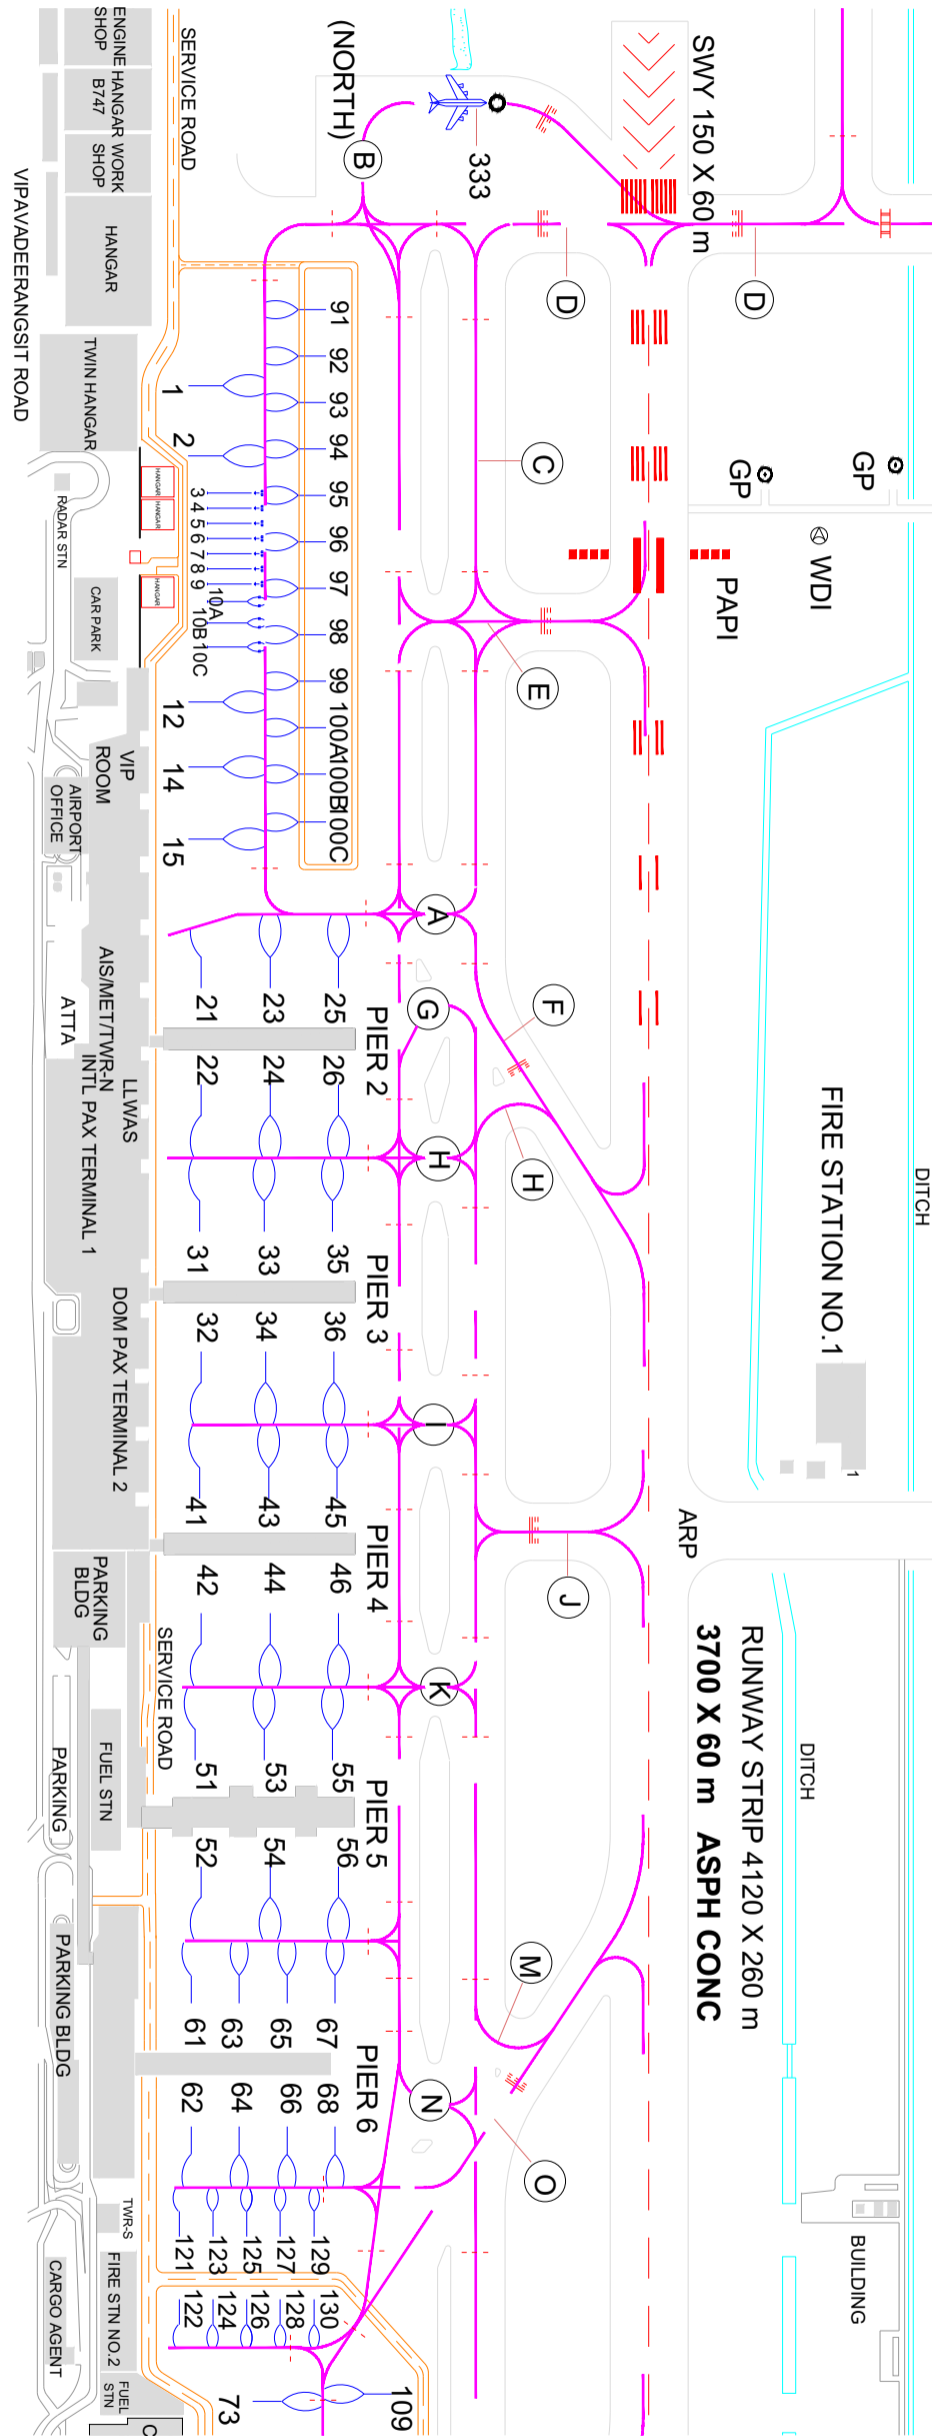 ENGINE
SHOP
HANGAR
B747
WORK
SHOP
HANGAR
TWIN HANGAR
VIPAVADEERANGSIT ROAD
SERVICE ROAD
(NORTH)
B
333
SWY 150 X 60 m
D
D
91
92
93
94
95
96
97
98
99
100A
100B
100C
1
2
3
4
5
6
7
8
9
10A
10B
10C
12
14
15
HANGAR
HANGAR
HANGAR
RADAR STN
CAR PARK
VIP
ROOM
AIRPORT
OFFICE
C
E
GP
GP
WDI
PAPI
A
G
F
H
H
21
23
25
PIER 2
22
24
26
AIS/MET/TWR-N
ATTA
LLWAS
INTL PAX TERMINAL 1
31
33
35
PIER 3
32
34
36
DOM PAX TERMINAL 2
FIRE STATION NO.1
1
DITCH
I
J
ARP
41
43
45
PIER 4
42
44
46
PARKING
BLDG
SERVICE ROAD
K
RUNWAY STRIP 4120 X 260 m
3700 X 60 m ASPH CONC
DITCH
51
53
55
PIER 5
52
54
56
FUEL STN
PARKING
PARKING BLDG
M
N
O
61
63
65
67
PIER 6
62
64
66
68
121
123
125
127
129
122
124
126
128
130
TWR-S
FIRE STN NO.2
CARGO AGENT
FUEL
STN
C
73
109
BUILDING